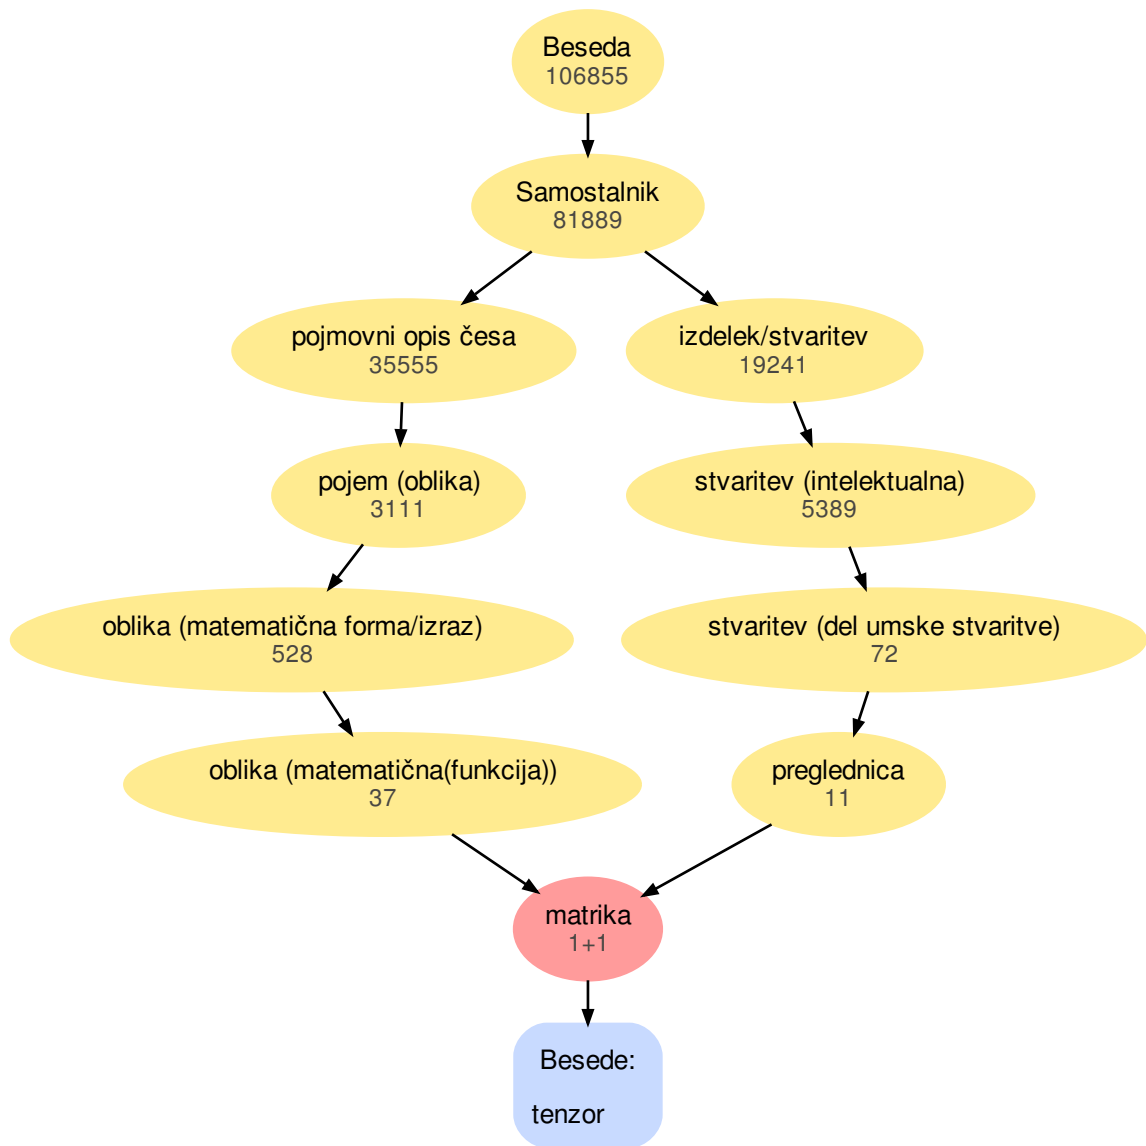 Beseda
106855
Samostalnik
81889
pojmovni opis česa
35555
izdelek/stvaritev
19241
pojem (oblika)
3111
stvaritev (intelektualna)
5389
oblika (matematična forma/izraz)
528
stvaritev (del umske stvaritve)
72
oblika (matematična(funkcija))
37
preglednica
11
matrika
1+1
Besede:
tenzor